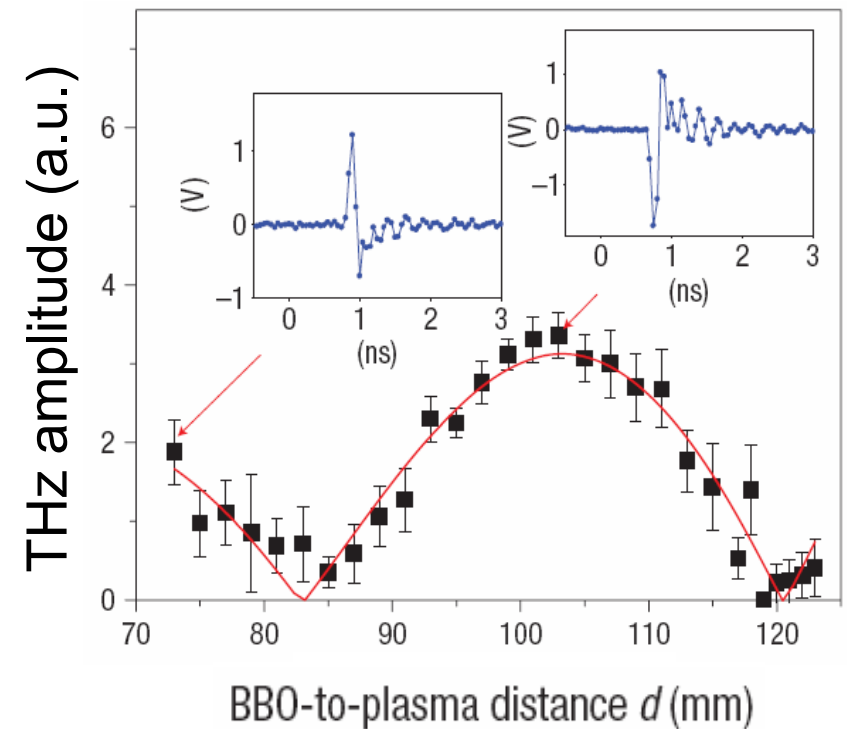 THz amplitude (a.u.)
6
4
2
0
70 80 90 100 110 120
BBO-to-plasma distance d (mm)
(V)
1
0
−1
0 1 2 3
(ns)
(V)
1
0
−1
0 1 2 3
(ns)